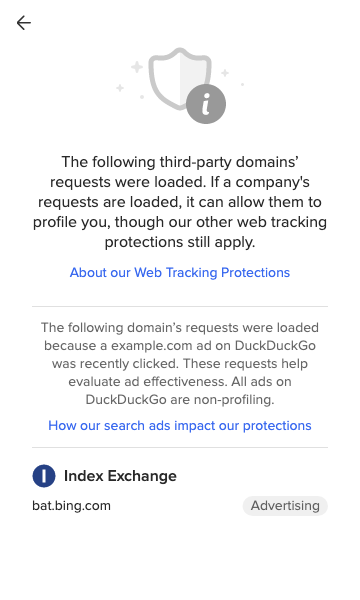 The following third-party domains’
requests were loaded. If a company's
requests are loaded, it can allow them to
profile you, though our other web tracking
protections still apply.
About our Web Tracking Protections
The following domain’s requests were loaded
because a example.com ad on DuckDuckGo
was recently clicked. These requests help
evaluate ad effectiveness. All ads on
DuckDuckGo are non-profiling.
How our search ads impact our protections
Index Exchange
bat.bing.com Advertising